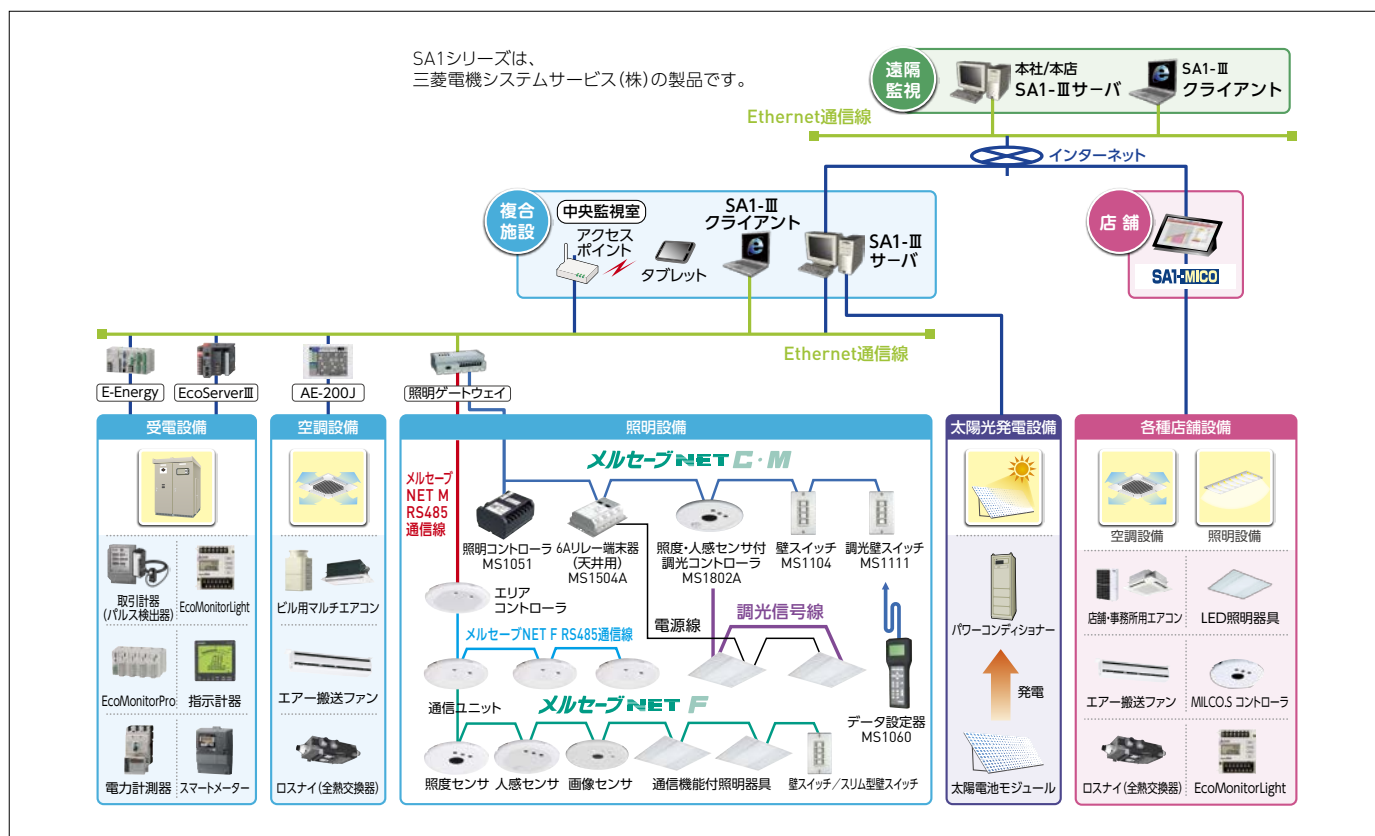 SA1シリーズは、
三菱電機システムサービス(株)の製品です。
遠隔
監視
本社/本店
SA1-Ⅲサーバ
SA1-Ⅲ
クライアント
Ethernet通信線
インターネット
複合
施設
中央監視室
アクセス
ポイント
タブレット
SA1-Ⅲ
クライアント
SA1-Ⅲ
サーバ
店舗
SA1-MICO
Ethernet通信線
E-Energy
EcoServerⅢ
AE-200J
照明ゲートウェイ
受電設備
取引計器
(パルス検出器)
EcoMonitorLight
EcoMonitorPro
指示計器
電力計測器
スマートメーター
空調設備
ビル用マルチエアコン
エアー搬送ファン
ロスナイ(全熱交換器)
照明設備
メルセーブNET C・M
メルセーブ
NET M
RS485
通信線
照明コントローラ
MS1051
6Aリレー端末器
(天井用)
MS1504A
照度・人感センサ付
調光コントローラ
MS1802A
壁スイッチ
MS1104
調光壁スイッチ
MS1111
エリア
コントローラ
電源線
調光信号線
メルセーブNET F RS485通信線
通信ユニット
メルセーブNET F
データ設定器
MS1060
照度センサ
人感センサ
画像センサ
通信機能付照明器具
壁スイッチ/スリム型壁スイッチ
太陽光発電設備
パワーコンディショナー
発電
太陽電池モジュール
各種店舗設備
空調設備
照明設備
店舗・事務所用エアコン
LED照明器具
エアー搬送ファン
MILCO.S コントローラ
ロスナイ(全熱交換器)
EcoMonitorLight